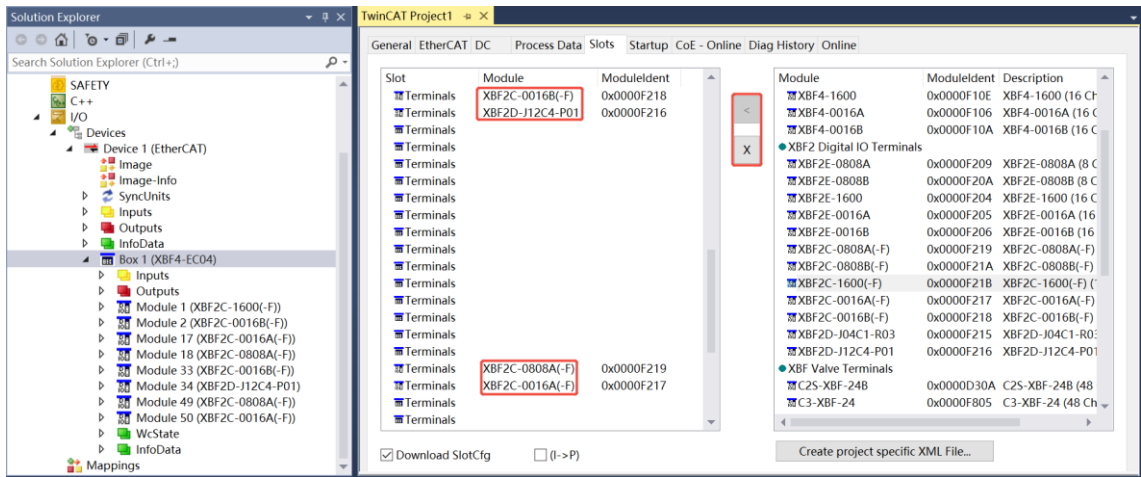 Solution Explorer
Search Solution Explorer (Ctrl+;)
SAFETY
C++
I/O
Devices
Device 1 (EtherCAT)
Image
Image-Info
SyncUnits
Inputs
Outputs
InfoData
Box 1 (XBF4-EC04)
Inputs
Outputs
Module 1 (XBF2C-1600(-F))
Module 2 (XBF2C-0016B(-F))
Module 17 (XBF2C-0016A(-F))
Module 18 (XBF2C-0808A(-F))
Module 33 (XBF2C-0016B(-F))
Module 34 (XBF2D-J12C4-P01)
Module 49 (XBF2C-0808A(-F))
Module 50 (XBF2C-0016A(-F))
WcState
InfoData
Mappings
TwinCAT Project1
General EtherCAT DC Process Data Slots Startup CoE - Online Diag History Online
Slot Module ModuleIdent
Terminals XBF2C-0016B(-F) 0x0000F218
Terminals XBF2D-J12C4-P01 0x0000F216
Terminals
Terminals
Terminals
Terminals
Terminals
Terminals
Terminals
Terminals
Terminals
Terminals
Terminals
Terminals
Terminals
Terminals
Terminals XBF2C-0808A(-F) 0x0000F219
Terminals XBF2C-0016A(-F) 0x0000F217
Terminals
Terminals
<
X
Module ModuleIdent Description
XBF4-1600 0x0000F10E XBF4-1600 (16 Ch
XBF4-0016A 0x0000F106 XBF4-0016A (16 C
XBF4-0016B 0x0000F10A XBF4-0016B (16 C
XBF2 Digital IO Terminals
XBF2E-0808A 0x0000F209 XBF2E-0808A (8 C
XBF2E-0808B 0x0000F20A XBF2E-0808B (8 C
XBF2E-1600 0x0000F204 XBF2E-1600 (16 C
XBF2E-0016A 0x0000F205 XBF2E-0016A (16
XBF2E-0016B 0x0000F206 XBF2E-0016B (16
XBF2C-0808A(-F) 0x0000F219 XBF2C-0808A(-F)
XBF2C-0808B(-F) 0x0000F21A XBF2C-0808B(-F)
XBF2C-1600(-F) 0x0000F21B XBF2C-1600(-F) (
XBF2C-0016A(-F) 0x0000F217 XBF2C-0016A(-F)
XBF2C-0016B(-F) 0x0000F218 XBF2C-0016B(-F)
XBF2D-J04C1-R03 0x0000F215 XBF2D-J04C1-R03
XBF2D-J12C4-P01 0x0000F216 XBF2D-J12C4-P01
XBF Valve Terminals
C2S-XBF-24B 0x0000D30A C2S-XBF-24B (48
C3-XBF-24 0x0000F805 C3-XBF-24 (48 Ch
Download SlotCfg (I->P)
Create project specific XML File...